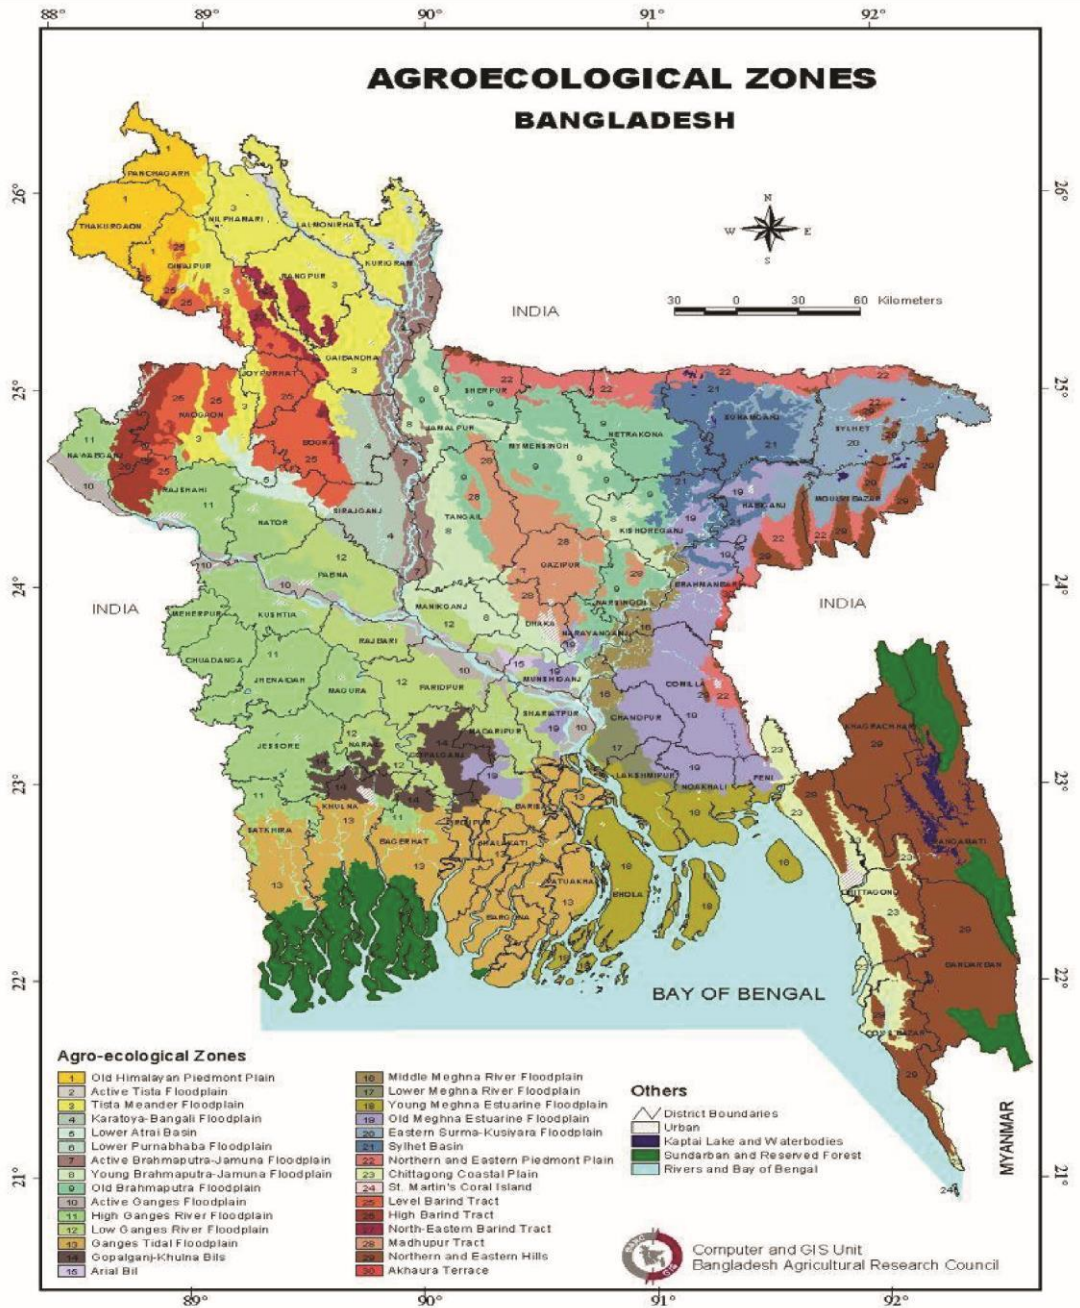 88° 89° 90° 91° 92°
AGROECOLOGICAL ZONES
BANGLADESH
26° 26°
N
W E
S
30 0 30 60 Kilometers
INDIA
PANCHAGARH
THAKURGAON
NILPHAMARI
LALMONIRHAT
DINAJPUR
RANGPUR
KURIGRAM
GAIBANDHA
25° 25°
JOYPURHAT
NAOGAON
BOGRA
SHERPUR
JAMALPUR
MYMENSINGH
NETRAKONA
SUNAMGANJ
SYLHET
NAWABGANJ
RAJSHAHI
NATOR
SIRAJGANJ
TANGAIL
KISHOREGANJ
HABIGANJ
MOULVI BAZAR
PABNA
GAZIPUR
24° 24°
INDIA
INDIA
MEHERPUR
KUSHTIA
MANIKGANJ
DHAKA
NARSINGDI
NARAYANGANJ
CHUADANGA
JHENAIDAH
MAGURA
RAJBARI
FARIDPUR
MUNSHIGANJ
COMILLA
SHARIATPUR
CHANDPUR
MADARIPUR
JESSORE
NARAIL
GOPALGANJ
KHAGRACHHARI
23° 23°
LAKSHMIPUR
NOAKHALI
FENI
KHULNA
SATKHIRA
BAGERHAT
BARISAL
JHALAKATI
PATUAKHALI
BHOLA
BARGUNA
RANGAMATI
CHITTAGONG
BANDARBAN
COX'S BAZAR
22° 22°
BAY OF BENGAL
MYANMAR
21° 21°
Agro-ecological Zones
1 Old Himalayan Piedmont Plain
2 Active Tista Floodplain
3 Tista Meander Floodplain
4 Karatoya-Bangali Floodplain
5 Lower Atrai Basin
6 Lower Purnabhaba Floodplain
7 Active Brahmaputra-Jamuna Floodplain
8 Young Brahmaputra-Jamuna Floodplain
9 Old Brahmaputra Floodplain
10 Active Ganges Floodplain
11 High Ganges River Floodplain
12 Low Ganges River Floodplain
13 Ganges Tidal Floodplain
14 Gopalganj-Khulna Bils
15 Arial Bil
16 Middle Meghna River Floodplain
17 Lower Meghna River Floodplain
18 Young Meghna Estuarine Floodplain
19 Old Meghna Estuarine Floodplain
20 Eastern Surma-Kusiyara Floodplain
21 Sylhet Basin
22 Northern and Eastern Piedmont Plain
23 Chittagong Coastal Plain
24 St. Martin's Coral Island
25 Level Barind Tract
26 High Barind Tract
27 North-Eastern Barind Tract
28 Madhupur Tract
29 Northern and Eastern Hills
30 Akhaura Terrace
Others
District Boundaries
Urban
Kaptai Lake and Waterbodies
Sundarban and Reserved Forest
Rivers and Bay of Bengal
BARC
GIS
Computer and GIS Unit
Bangladesh Agricultural Research Council
89° 90° 91° 92°